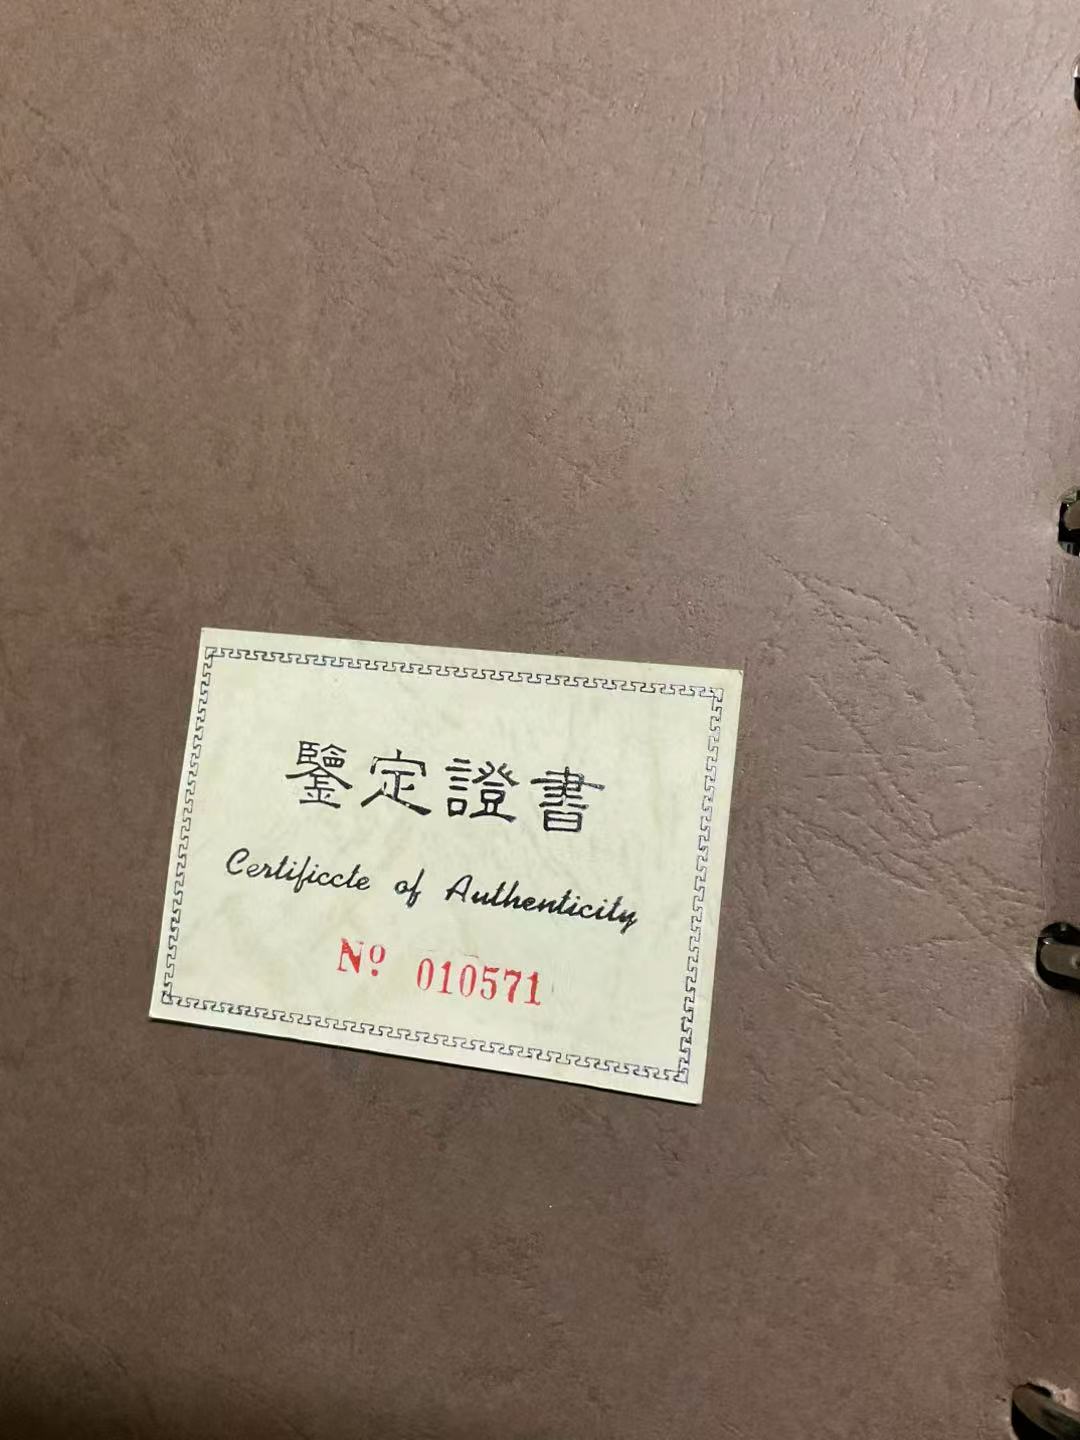 鑒定證書
Certificcte of Authenticity
Nº 010571